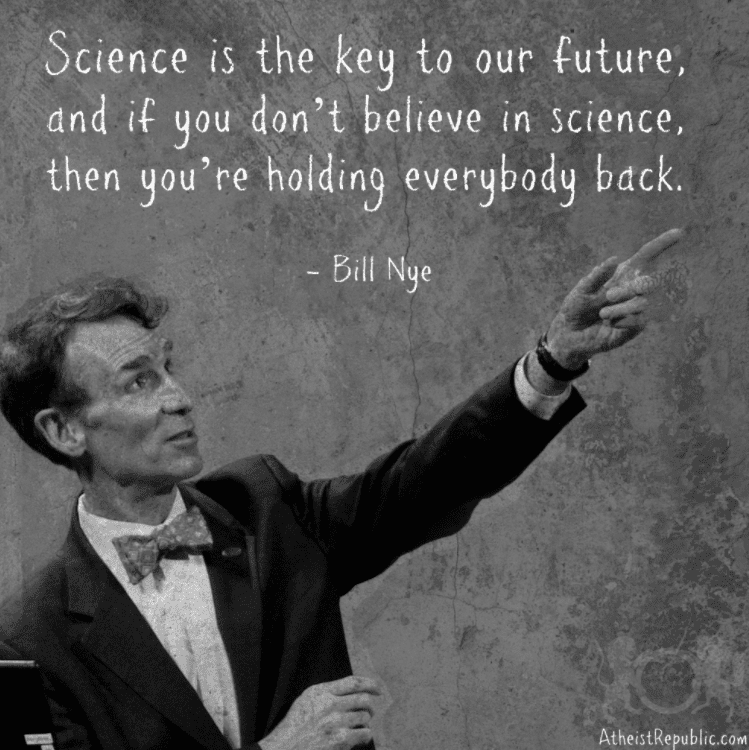 Science is the key to our future,
and if you don't believe in science,
then you're holding everybody back.
- Bill Nye
AtheistRepublic.com